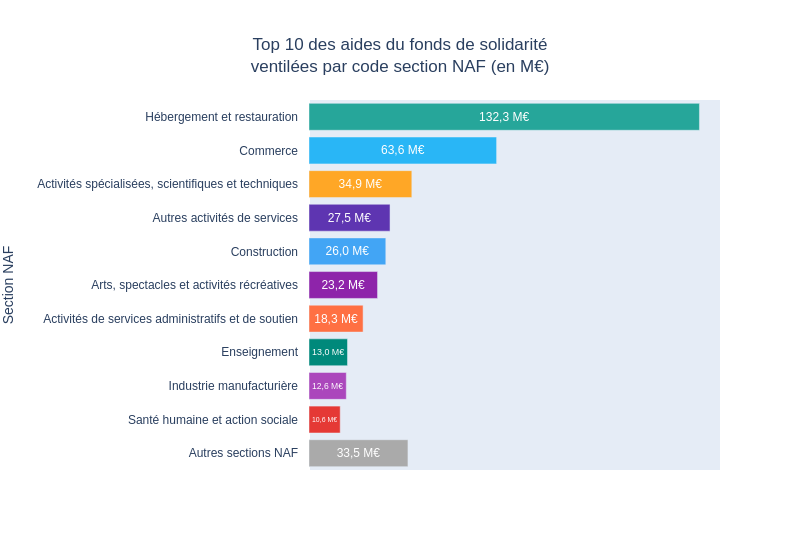 Top 10 des aides du fonds de solidarité
ventilées par code section NAF (en M€)
Section NAF
Hébergement et restauration 132,3 M€
Commerce 63,6 M€
Activités spécialisées, scientifiques et techniques 34,9 M€
Autres activités de services 27,5 M€
Construction 26,0 M€
Arts, spectacles et activités récréatives 23,2 M€
Activités de services administratifs et de soutien 18,3 M€
Enseignement 13,0 M€
Industrie manufacturière 12,6 M€
Santé humaine et action sociale 10,6 M€
Autres sections NAF 33,5 M€